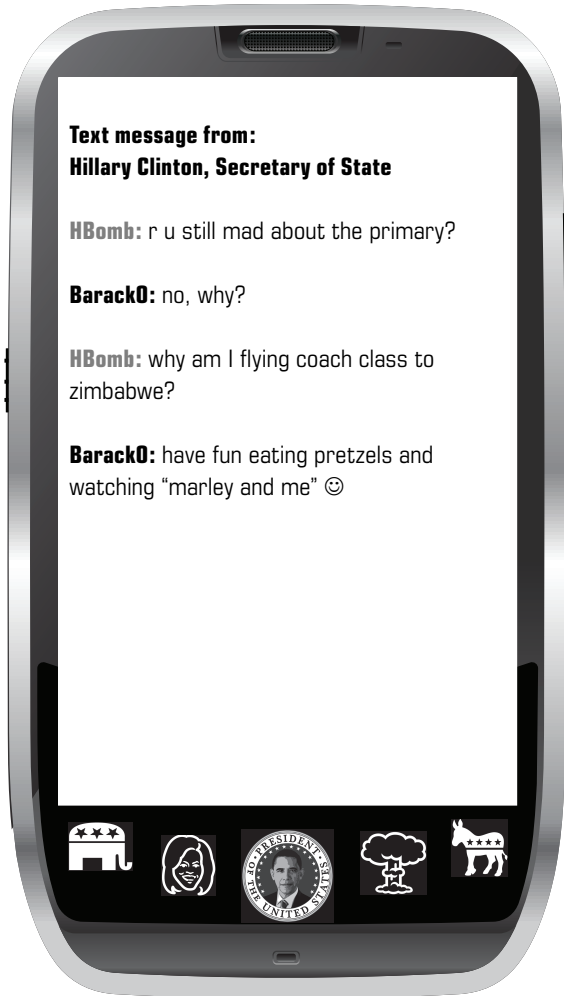 Text message from:
Hillary Clinton, Secretary of State
HBomb: r u still mad about the primary?
BarackO: no, why?
HBomb: why am I flying coach class to
zimbabwe?
BarackO: have fun eating pretzels and
watching “marley and me” ☺
PRESIDENT
OF THE UNITED STATES